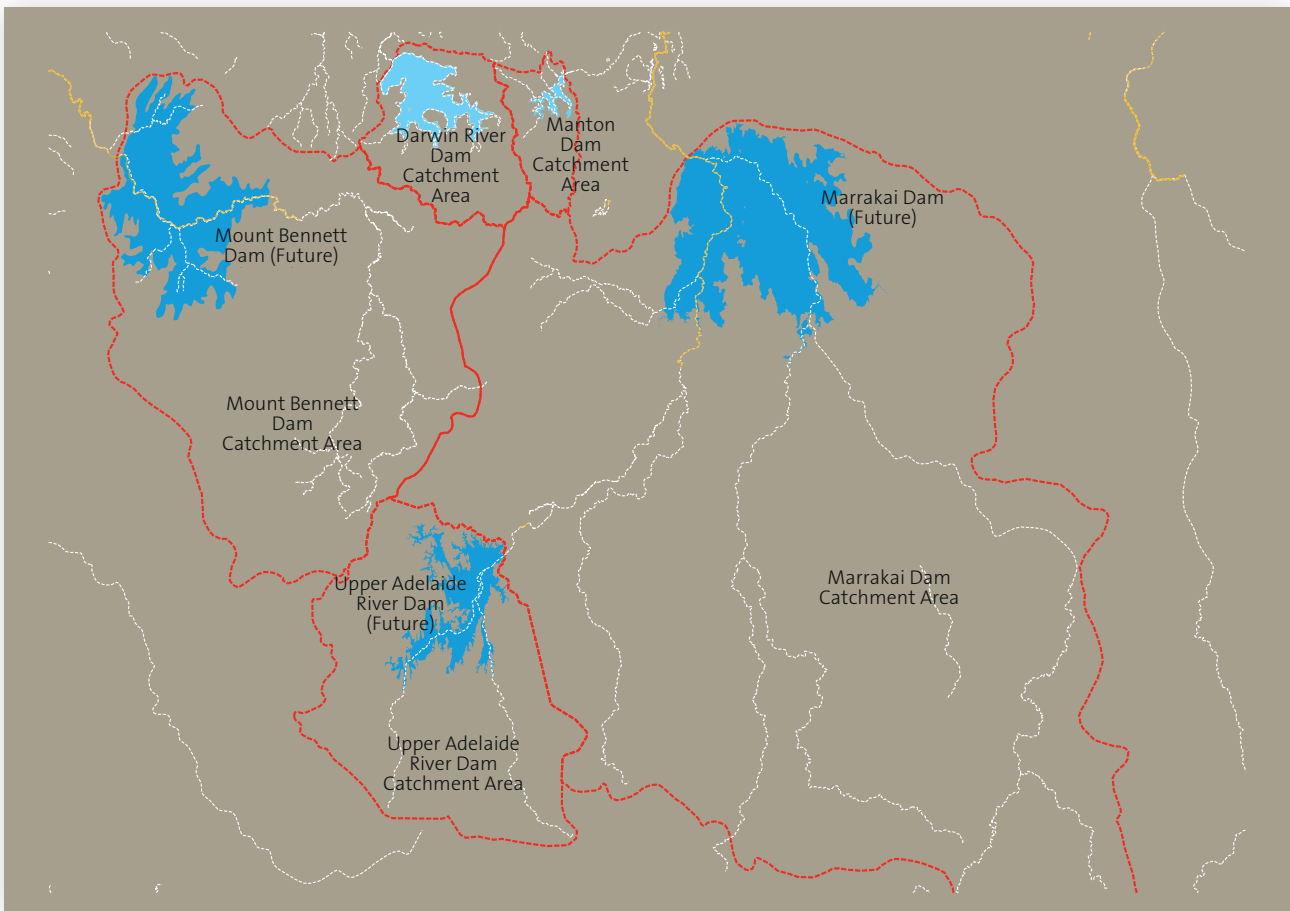 Darwin River
Dam
Catchment
Area
Manton
Dam
Catchment
Area
Marrakai Dam
(Future)
Mount Bennett
Dam (Future)
Mount Bennett
Dam
Catchment Area
Upper Adelaide
River Dam
(Future)
Marrakai Dam
Catchment Area
Upper Adelaide
River Dam
Catchment Area